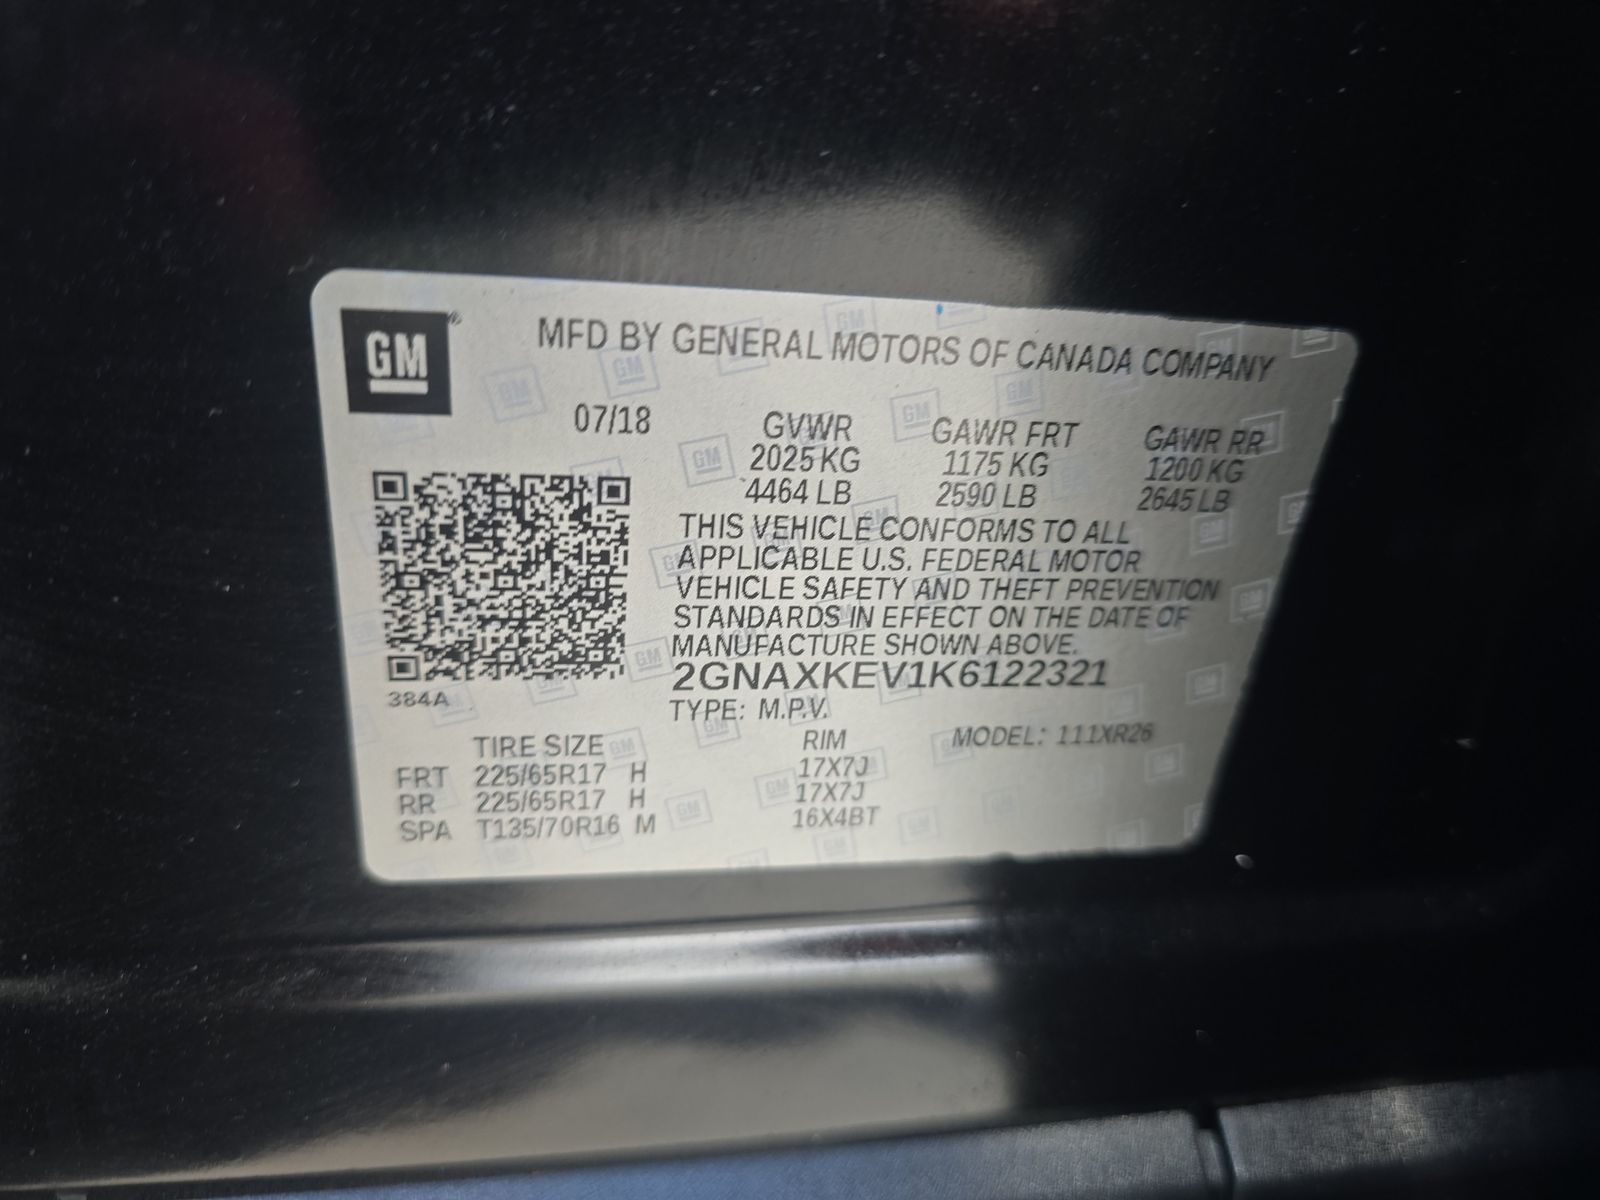 GM®
MFD BY GENERAL MOTORS OF CANADA COMPANY
07/18
GVWR GAWR FRT GAWR RR
2025 KG 1175 KG 1200 KG
4464 LB 2590 LB 2645 LB
THIS VEHICLE CONFORMS TO ALL
APPLICABLE U.S. FEDERAL MOTOR
VEHICLE SAFETY AND THEFT PREVENTION
STANDARDS IN EFFECT ON THE DATE OF
MANUFACTURE SHOWN ABOVE.
2GNAXKEV1K6122321
384A
TYPE: M.P.V.
TIRE SIZE RIM MODEL: 111XR26
FRT 225/65R17 H 17X7J
RR 225/65R17 H 17X7J
SPA T135/70R16 M 16X4BT